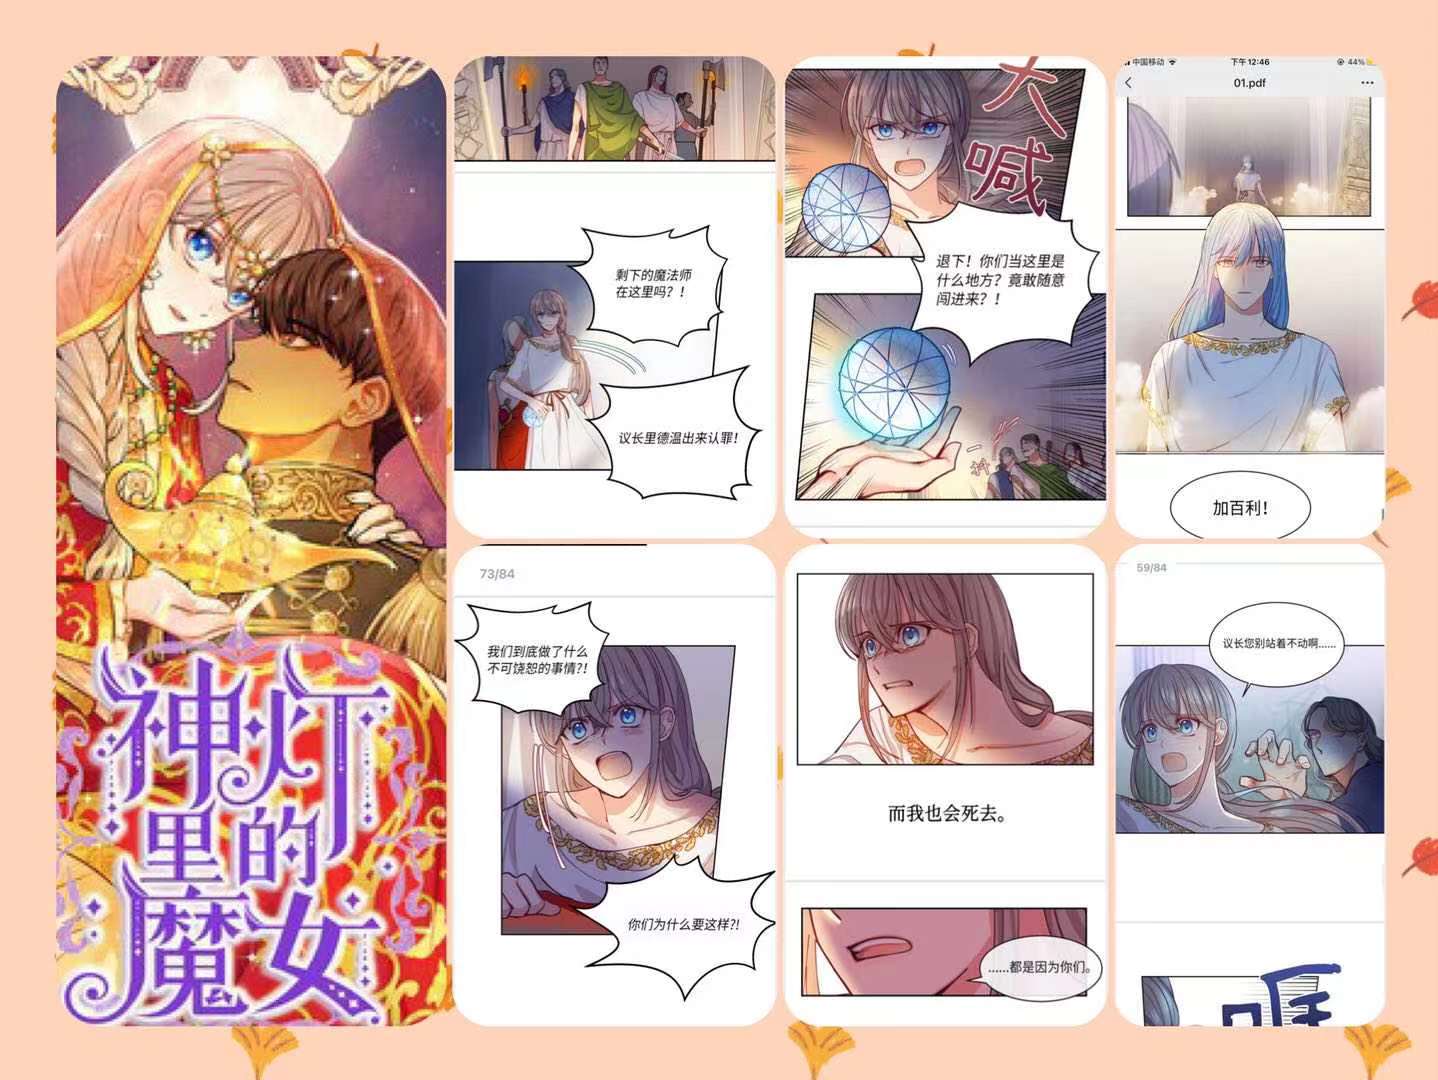 神灯
里的
魔女
剩下的魔法师
在这里吗?！
议长里德温出来认罪!
大
喊
退下！你们当这里是
什么地方？竟敢随意
闯进来？！
抖
中国移动
下午12:46
44%
01.pdf
加百利！
73/84
我们到底做了什么
不可饶恕的事情?!
你们为什么要这样?!
而我也会死去。
……都是因为你们。
59/84
议长您别站着不动啊……